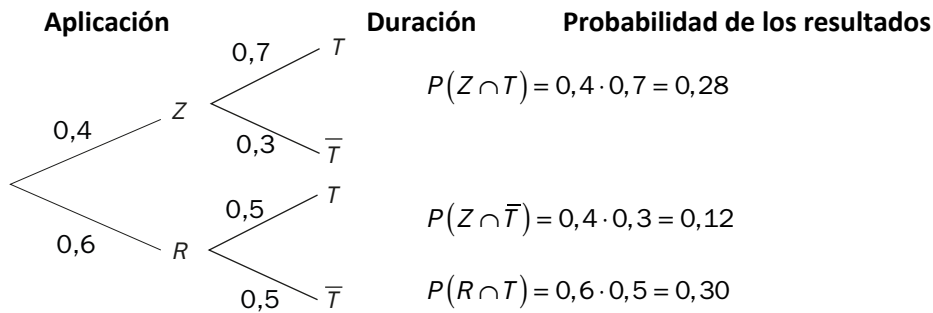 Aplicación Duración Probabilidad de los resultados
0,7 T
P(Z ∩ T) = 0,4 · 0,7 = 0,28
Z
0,4
0,3 T̅
T
0,5
P(Z ∩ T̅) = 0,4 · 0,3 = 0,12
0,6 R
P(R ∩ T) = 0,6 · 0,5 = 0,30
0,5 T̅